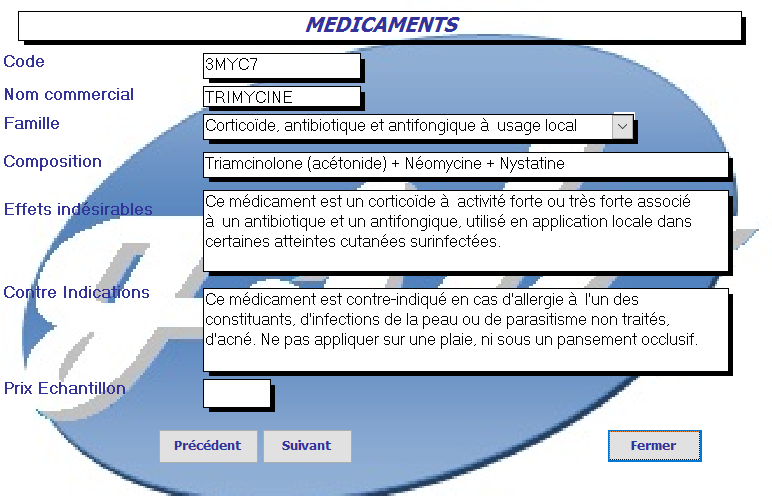 MEDICAMENTS
Code
3MYC7
Nom commercial
TRIMYCINE
Famille
Corticoïde, antibiotique et antifongique à usage local
Composition
Triamcinolone (acétonide) + Néomycine + Nystatine
Effets indésirables
Ce médicament est un corticoïde à activité forte ou très forte associé
à un antibiotique et un antifongique, utilisé en application locale dans
certaines atteintes cutanées surinfectées.
Contre Indications
Ce médicament est contre-indiqué en cas d'allergie à l'un des
constituants, d'infections de la peau ou de parasitisme non traités,
d'acné. Ne pas appliquer sur une plaie, ni sous un pansement occlusif.
Prix Echantillon
Précédent
Suivant
Fermer